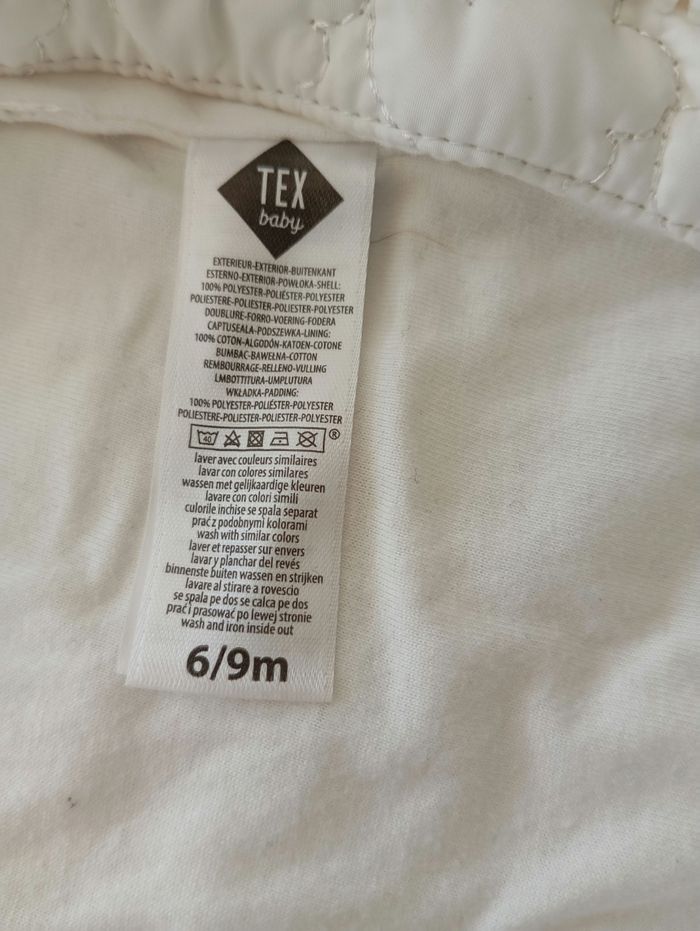 TEX
baby
EXTERIEUR-EXTERIOR-BUITENKANT
ESTERNO-EXTERIOR-POWŁOKA-SHELL:
100% POLYESTER-POLIÉSTER-POLYESTER
POLIESTERE-POLIESTER-POLIESTER-POLYESTER
DOUBLURE-FORRO-VOERING-FODERA
CAPTUSEALA-PODSZEWKA-LINING:
100% COTON-ALGODÓN-KATOEN-COTONE
BUMBAC-BAWEŁNA-COTTON
REMBOURRAGE-RELLENO-VULLING
LMBOTTITURA-UMPLUTURA
WKŁADKA-PADDING:
100% POLYESTER-POLIÉSTER-POLYESTER
POLIESTERE-POLIESTER-POLIESTER-POLYESTER
40 ®
laver avec couleurs similaires
lavar con colores similares
wassen met gelijkaardige kleuren
lavare con colori simili
culorile inchise se spala separat
prać z podobnymi kolorami
wash with similar colors
laver et repasser sur envers
lavar y planchar del revés
binnenste buiten wassen en strijken
lavare al stirare a rovescio
se spala pe dos se calca pe dos
prać i prasować po lewej stronie
wash and iron inside out
6/9m